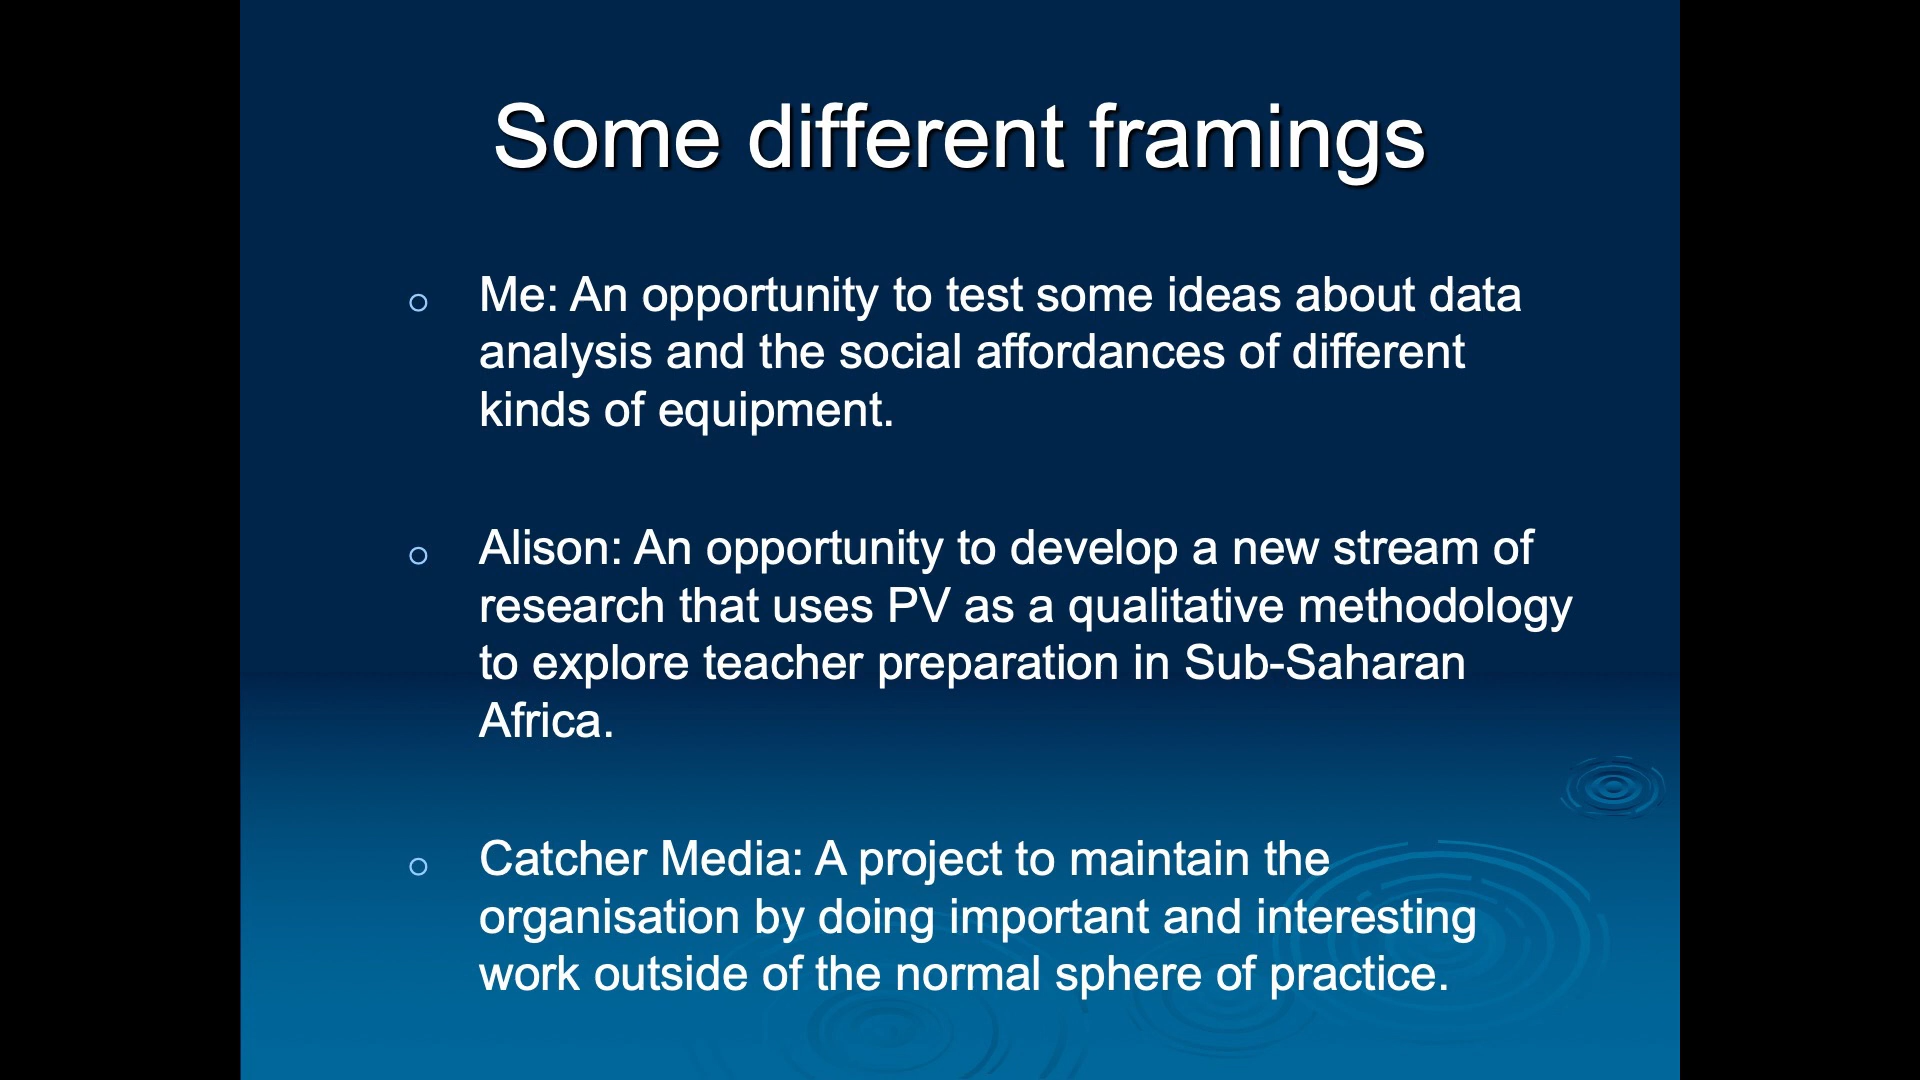 Some different framings
Me: An opportunity to test some ideas about data
analysis and the social affordances of different
kinds of equipment.
Alison: An opportunity to develop a new stream of
research that uses PV as a qualitative methodology
to explore teacher preparation in Sub-Saharan
Africa.
Catcher Media: A project to maintain the
organisation by doing important and interesting
work outside of the normal sphere of practice.